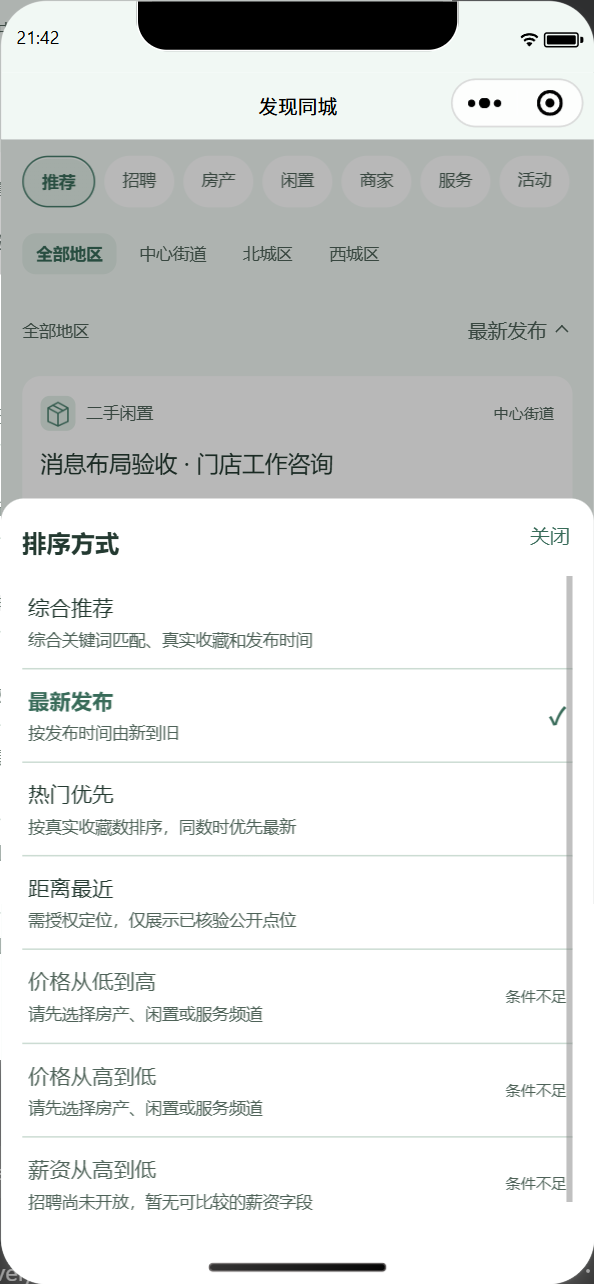 21:42
发现同城
推荐 招聘 房产 闲置 商家 服务 活动
全部地区 中心街道 北城区 西城区
全部地区 最新发布
二手闲置 中心街道
消息布局验收 · 门店工作咨询
排序方式 关闭
综合推荐
综合关键词匹配、真实收藏和发布时间
最新发布
按发布时间由新到旧
热门优先
按真实收藏数排序，同数时优先最新
距离最近
需授权定位，仅展示已核验公开点位
价格从低到高
请先选择房产、闲置或服务频道
条件不足
价格从高到低
请先选择房产、闲置或服务频道
条件不足
薪资从高到低
招聘尚未开放，暂无可比较的薪资字段
条件不足